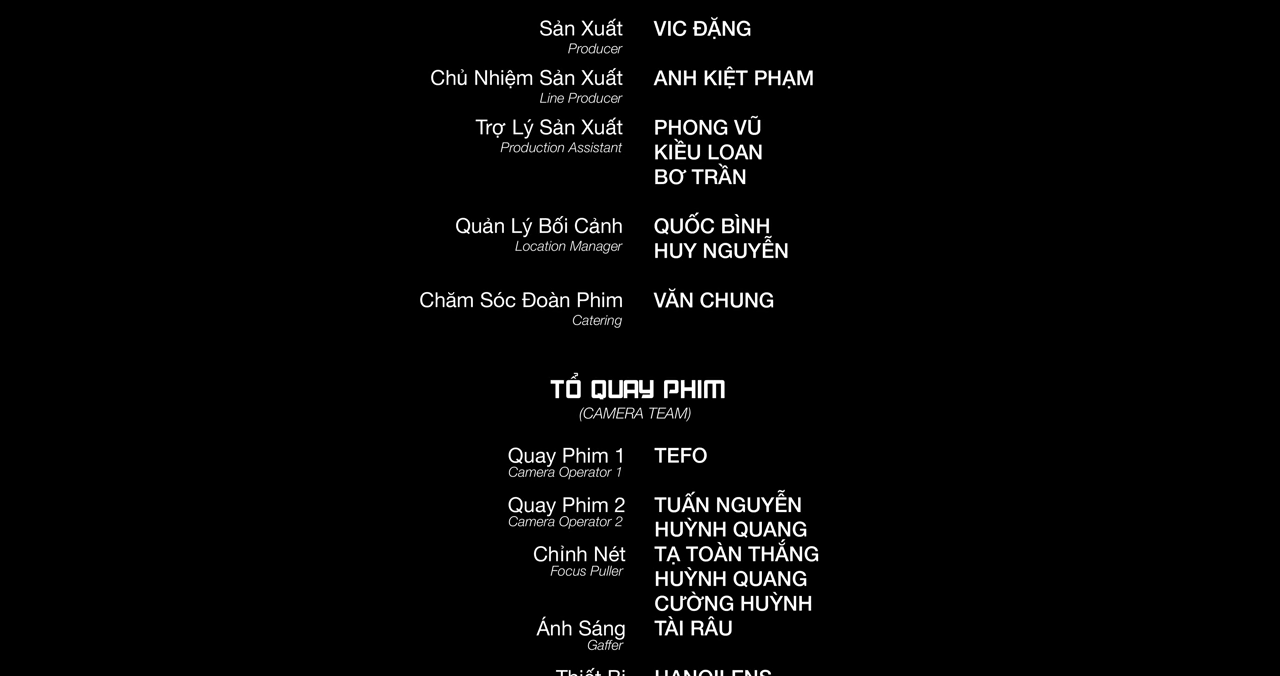 Sản Xuất VIC ĐẶNG
Producer
Chủ Nhiệm Sản Xuất ANH KIỆT PHẠM
Line Producer
Trợ Lý Sản Xuất PHONG VŨ
Production Assistant
KIỀU LOAN
BƠ TRẦN
Quản Lý Bối Cảnh QUỐC BÌNH
Location Manager
HUY NGUYỄN
Chăm Sóc Đoàn Phim VĂN CHUNG
Catering
TỔ QUAY PHIM
(CAMERA TEAM)
Quay Phim 1 TEFO
Camera Operator 1
Quay Phim 2 TUẤN NGUYỄN
Camera Operator 2
HUỲNH QUANG
Chỉnh Nét TẠ TOÀN THẮNG
Focus Puller
HUỲNH QUANG
CƯỜNG HUỲNH
Ánh Sáng TÀI RÂU
Gaffer